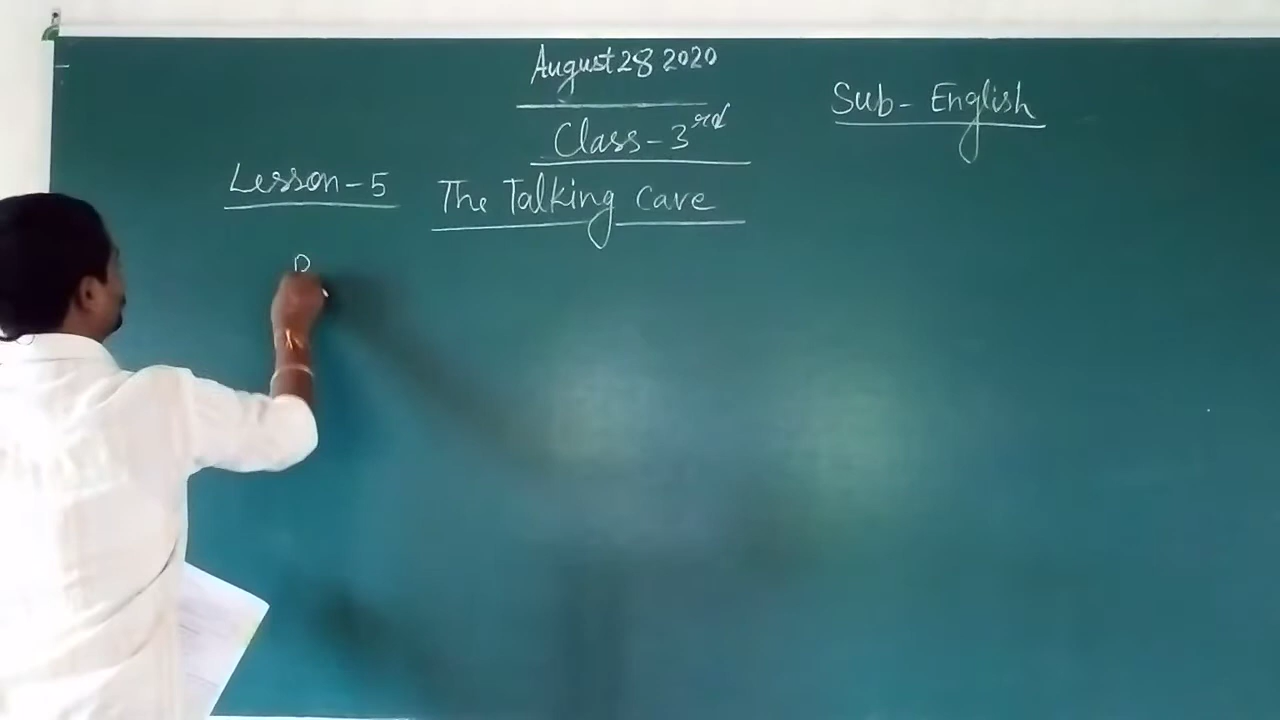 August 28 2020
Sub - English
Class - 3rd
Lesson - 5 The Talking Cave